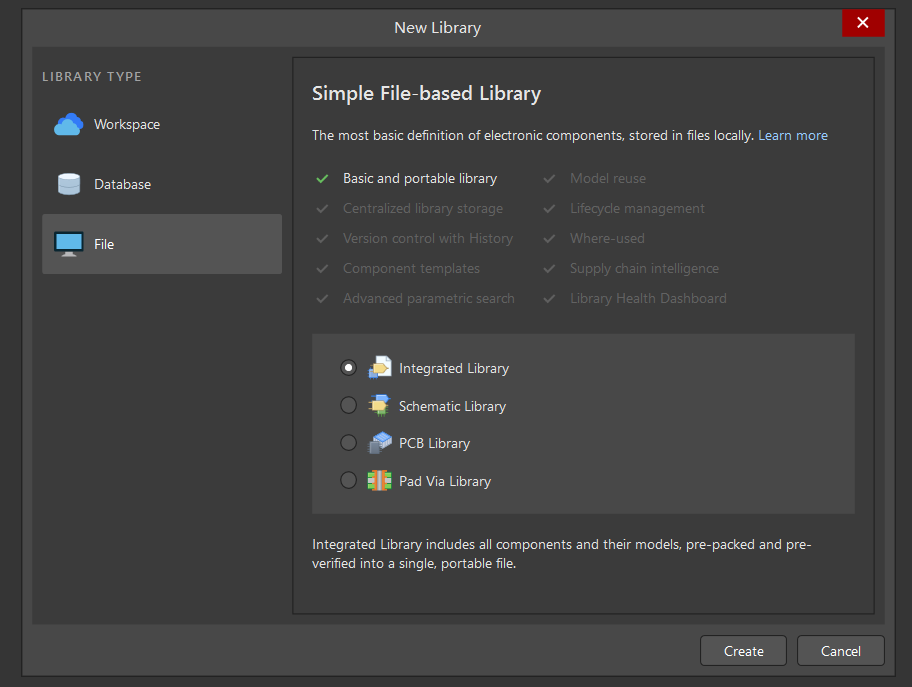 New Library
LIBRARY TYPE
Workspace
Database
File
Simple File-based Library
The most basic definition of electronic components, stored in files locally. Learn more
Basic and portable library
Model reuse
Centralized library storage
Lifecycle management
Version control with History
Where-used
Component templates
Supply chain intelligence
Advanced parametric search
Library Health Dashboard
Integrated Library
Schematic Library
PCB Library
Pad Via Library
Integrated Library includes all components and their models, pre-packed and pre-
verified into a single, portable file.
Create
Cancel